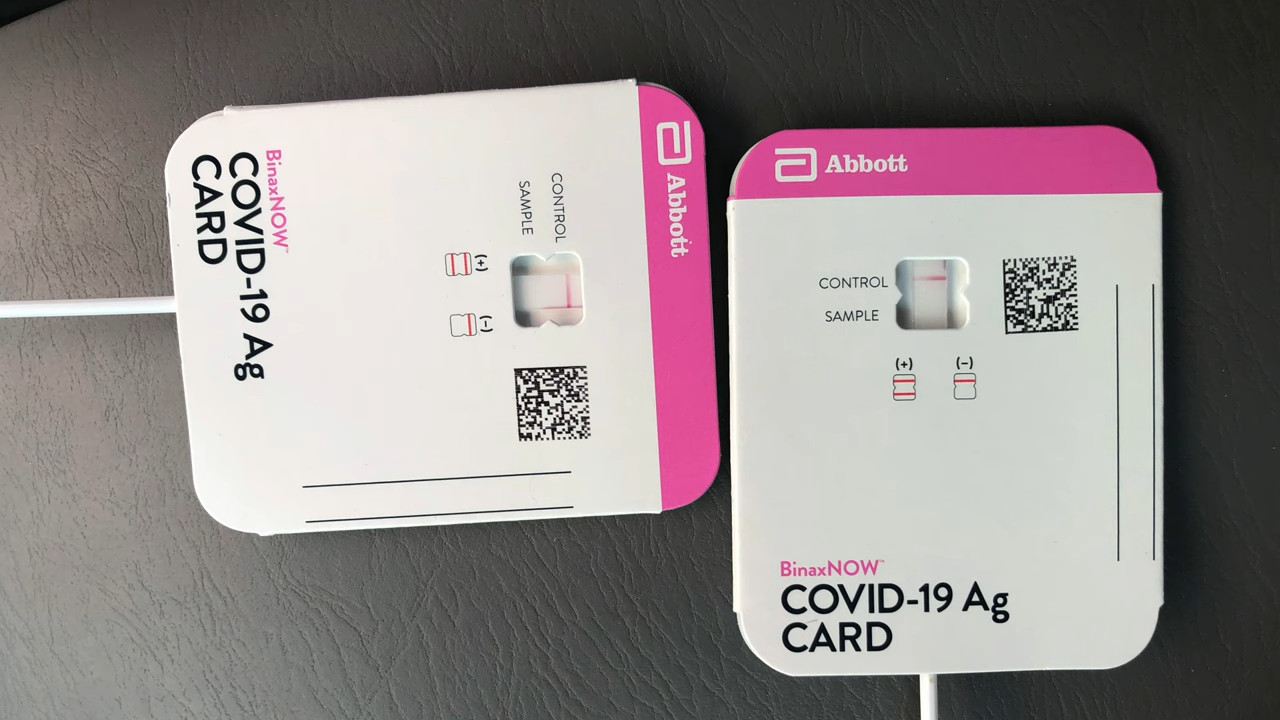 BinaxNOW™
COVID-19 Ag
CARD
CONTROL
SAMPLE
(+)
(-)
Abbott
Abbott
CONTROL
SAMPLE
(+)
(-)
BinaxNOW™
COVID-19 Ag
CARD